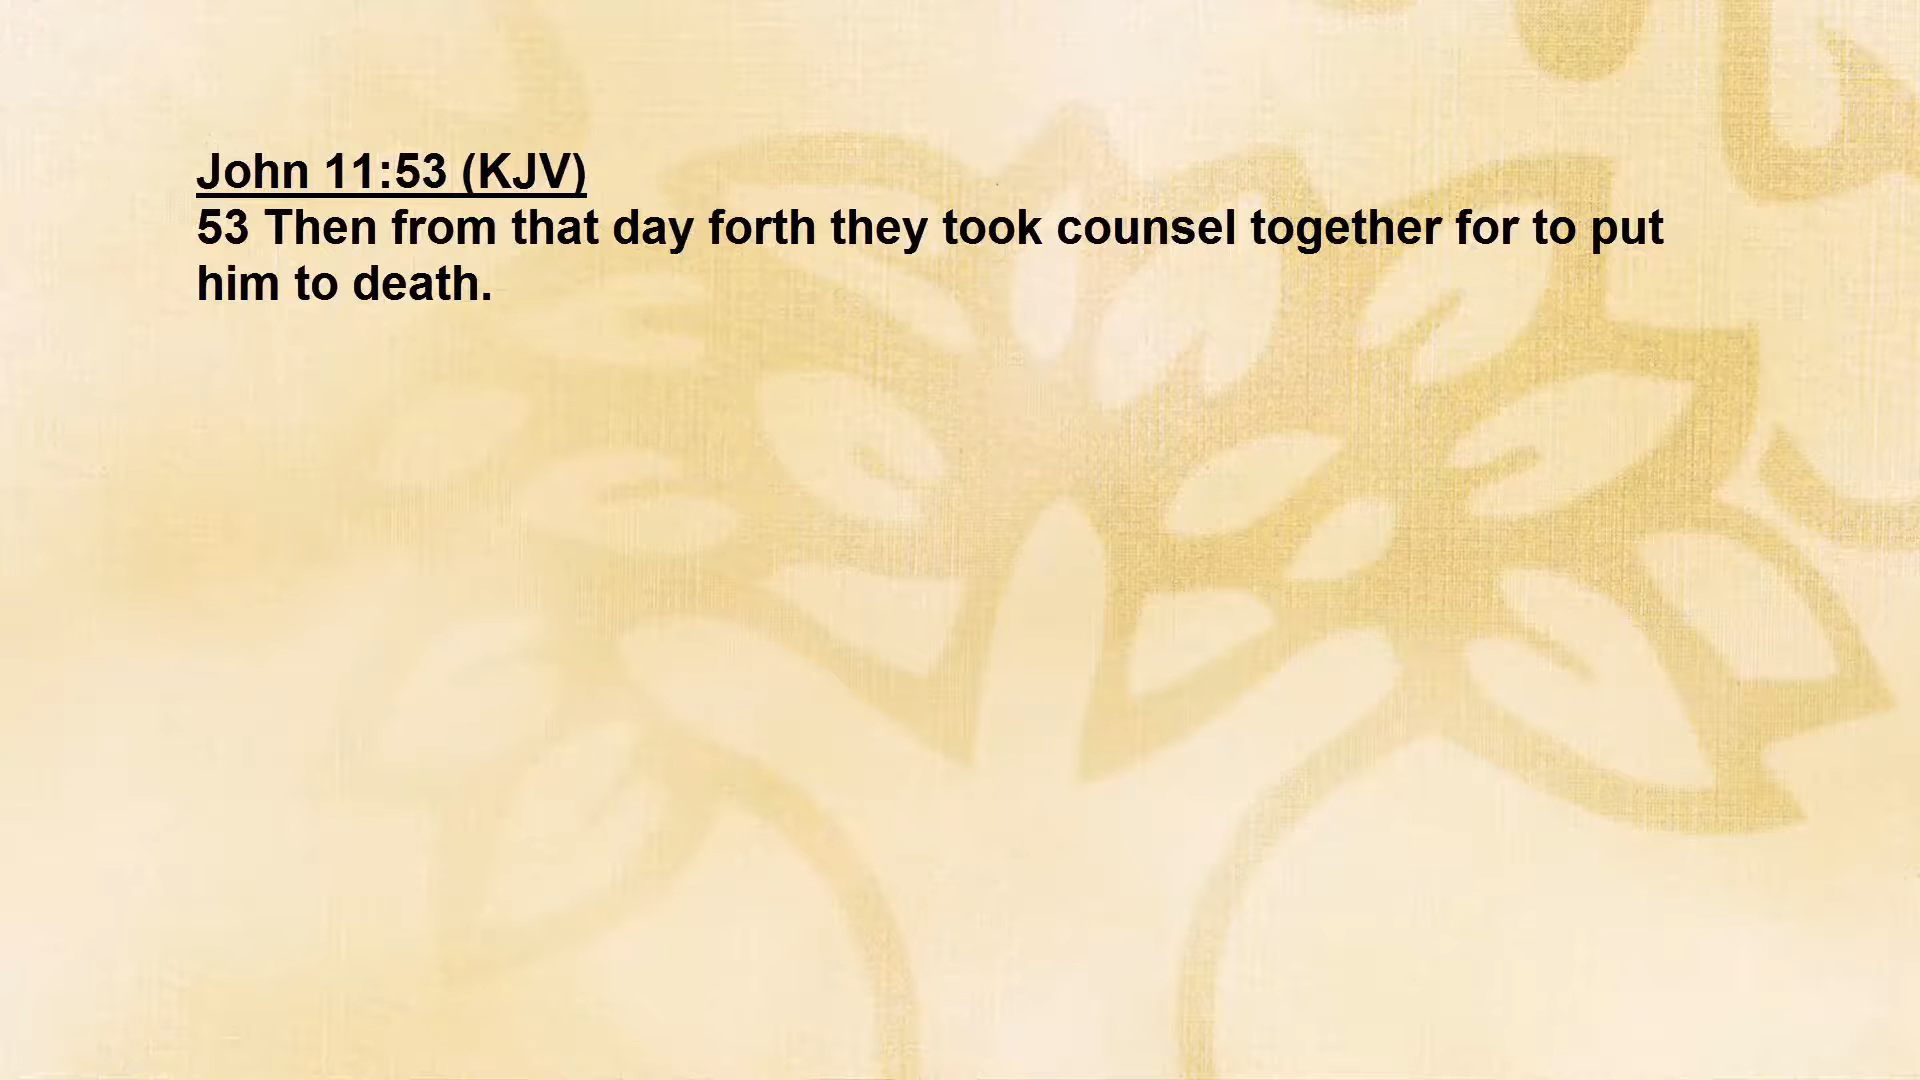 John 11:53 (KJV)
53 Then from that day forth they took counsel together for to put
him to death.